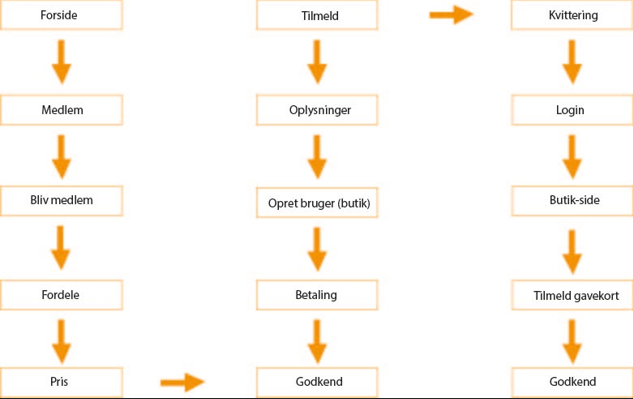 Forside
Medlem
Bliv medlem
Fordele
Pris
Tilmeld
Oplysninger
Opret bruger (butik)
Betaling
Godkend
Kvittering
Login
Butik-side
Tilmeld gavekort
Godkend